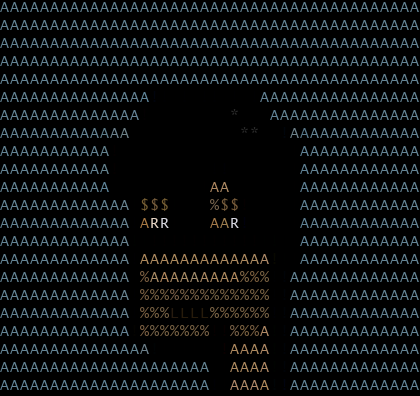 AAAAAAAAAAAAAAAAAAAAAAAAAAAAAAAAAAAAAAAAAA
AAAAAAAAAAAAAAAAAAAAAAAAAAAAAAAAAAAAAAAAAA
AAAAAAAAAAAAAAAAAAAAAAAAAAAAAAAAAAAAAAAAAA
AAAAAAAAAAAAAAAAAAAAAAAAAAAAAAAAAAAAAAAAAA
AAAAAAAAAAAAAAAAAAAAAAAAAAAAAAAAAAAAAAAAAA
AAAAAAAAAAAAAAA           AAAAAAAAAAAAAAAA
AAAAAAAAAAAAAA         *   AAAAAAAAAAAAAAA
AAAAAAAAAAAAA           **   AAAAAAAAAAAAA
AAAAAAAAAAA                   AAAAAAAAAAAA
AAAAAAAAAAA                   AAAAAAAAAAAA
AAAAAAAAAAA          AA       AAAAAAAAAAAA
AAAAAAAAAAAAA $$$    %$$      AAAAAAAAAAAA
AAAAAAAAAAAAA ARR    AAR      AAAAAAAAAAAA
AAAAAAAAAAAAA                 AAAAAAAAAAAA
AAAAAAAAAAAAA AAAAAAAAAAAAA   AAAAAAAAAAAA
AAAAAAAAAAAAA %AAAAAAAAA%%%  AAAAAAAAAAAAA
AAAAAAAAAAAAA %%%%%%%%%%%%%  AAAAAAAAAAAAA
AAAAAAAAAAAAA %%%LLLL%%%%%%  AAAAAAAAAAAAA
AAAAAAAAAAAAA %%%%%%%  %%%A  AAAAAAAAAAAAA
AAAAAAAAAAAAAAA        AAAA  AAAAAAAAAAAAA
AAAAAAAAAAAAAAAAAAAAA  AAAA  AAAAAAAAAAAAA
AAAAAAAAAAAAAAAAAAAAA  AAAA  AAAAAAAAAAAAA